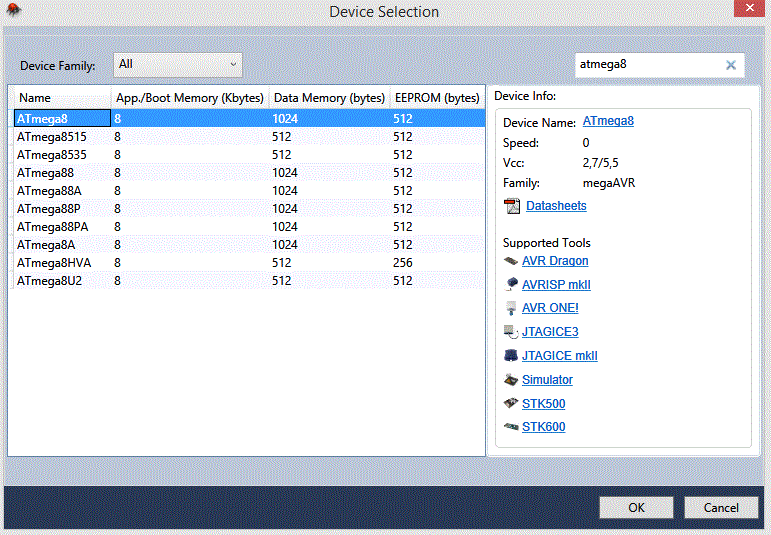 Device Selection
Device Family: All atmega8
Name App./Boot Memory (Kbytes) Data Memory (bytes) EEPROM (bytes)
ATmega8 8 1024 512
ATmega8515 8 512 512
ATmega8535 8 512 512
ATmega88 8 1024 512
ATmega88A 8 1024 512
ATmega88P 8 1024 512
ATmega88PA 8 1024 512
ATmega8A 8 1024 512
ATmega8HVA 8 512 256
ATmega8U2 8 512 512
Device Info:
Device Name: ATmega8
Speed: 0
Vcc: 2,7/5,5
Family: megaAVR
Datasheets
Supported Tools
AVR Dragon
AVRISP mkII
AVR ONE!
JTAGICE3
JTAGICE mkII
Simulator
STK500
STK600
OK Cancel